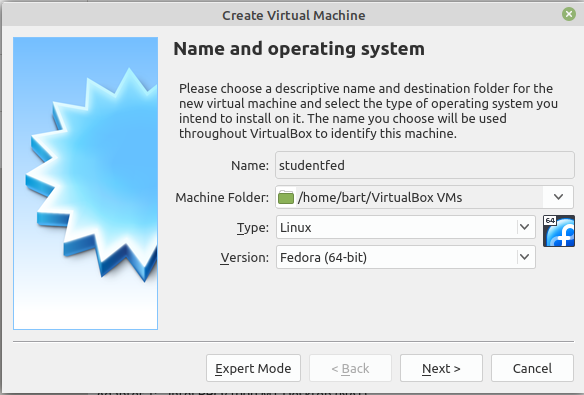 Create Virtual Machine
Name and operating system
Please choose a descriptive name and destination folder for the
new virtual machine and select the type of operating system you
intend to install on it. The name you choose will be used
throughout VirtualBox to identify this machine.
Name: studentfed
Machine Folder: /home/bart/VirtualBox VMs
Type: Linux
64
Version: Fedora (64-bit)
Expert Mode < Back Next > Cancel